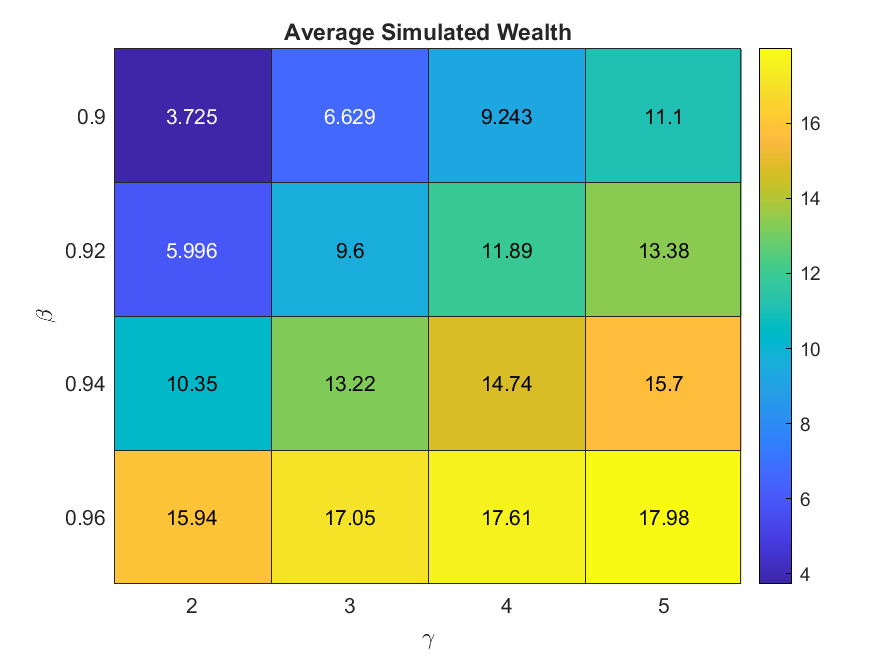 Average Simulated Wealth
0.9 3.725 6.629 9.243 11.1
0.92 5.996 9.6 11.89 13.38
0.94 10.35 13.22 14.74 15.7
0.96 15.94 17.05 17.61 17.98
2 3 4 5
γ
β
16
14
12
10
8
6
4